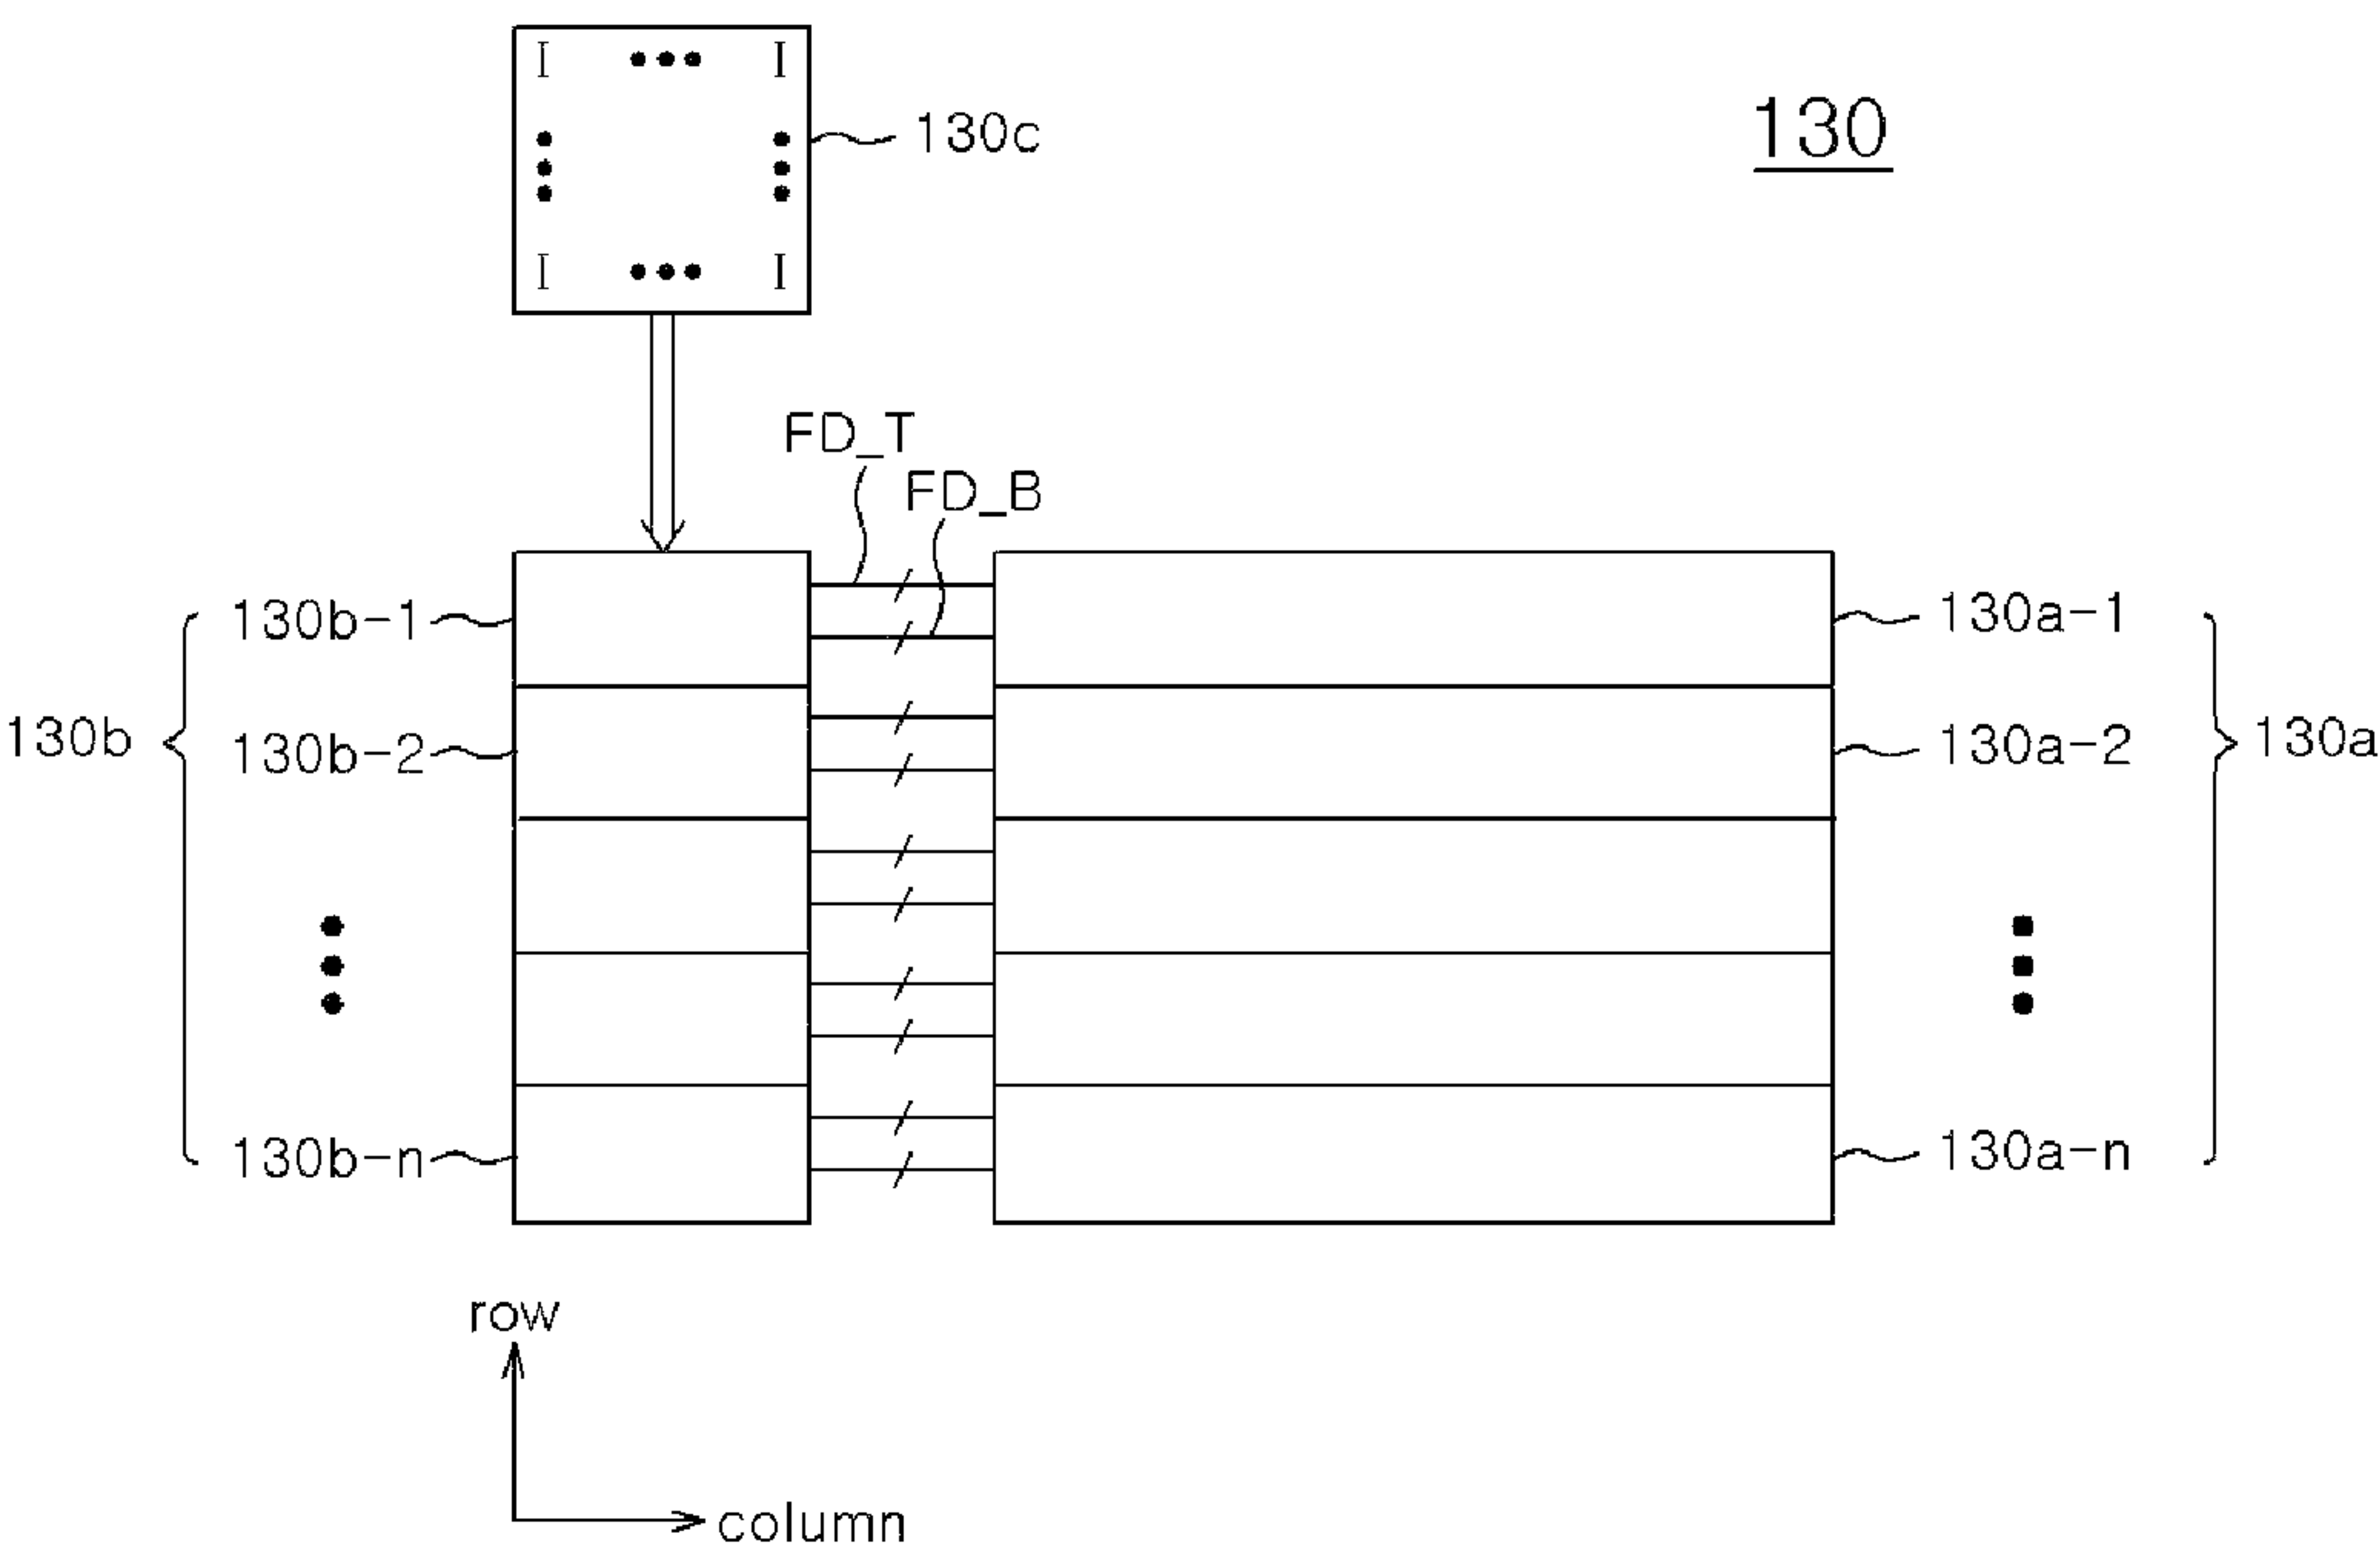 I ••• I
130
130c
I ••• I
FD_T
FD_B
130b-1
130a-1
130b
130b-2
130a-2
130a
130b-n
130a-n
row
column